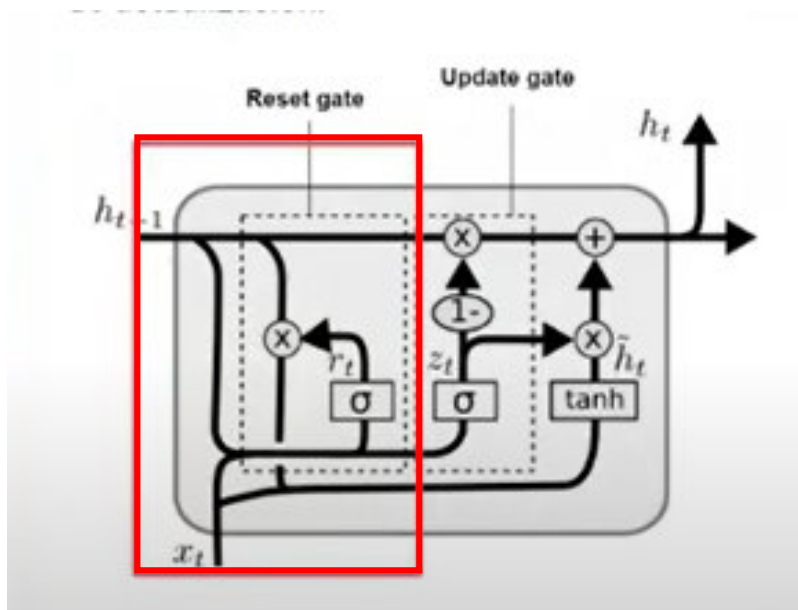 Reset gate
Update gate
h_t
h_{t-1}
x
1-
+
x
r_t
z_t
x
h̃_t
σ
σ
tanh
x_t